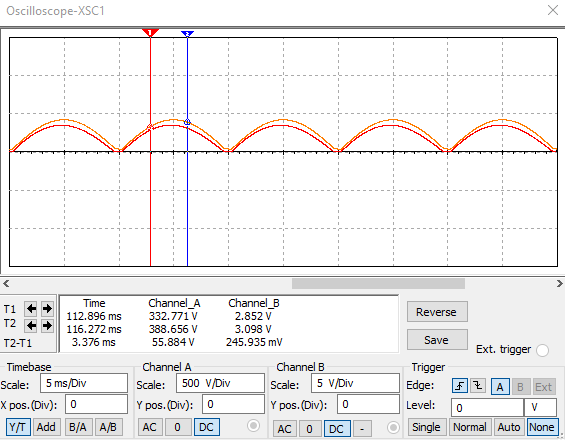 Oscilloscope-XSC1
1 2
Time Channel_A Channel_B
T1 112.896 ms 332.771 V 2.852 V
T2 116.272 ms 388.656 V 3.098 V
T2-T1 3.376 ms 55.884 V 245.935 mV
Reverse
Save
Ext. trigger
Timebase Channel A Channel B Trigger
Scale: 5 ms/Div Scale: 500 V/Div Scale: 5 V/Div Edge: A B Ext
X pos.(Div): 0 Y pos.(Div): 0 Y pos.(Div): 0 Level: 0 V
Y/T Add B/A A/B AC 0 DC AC 0 DC - Single Normal Auto None